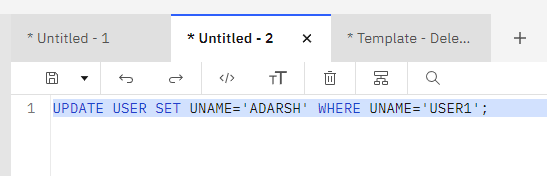 * Untitled - 1
* Untitled - 2
* Template - Dele...
1 UPDATE USER SET UNAME='ADARSH' WHERE UNAME='USER1';